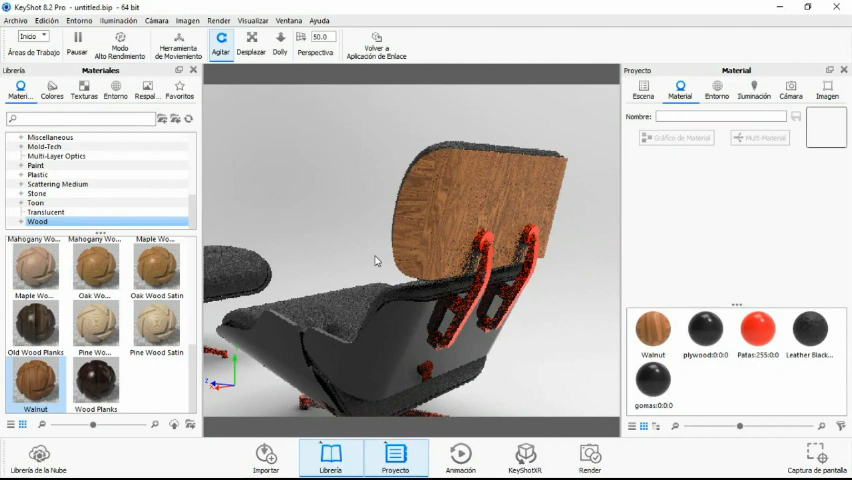 KeyShot 8.2 Pro - untitled.bip - 64 bit
Archivo Edición Entorno Iluminación Cámara Imagen Render Visualizar Ventana Ayuda
Inicio 50.0
Áreas de Trabajo Pausar Modo Alto Rendimiento Herramienta de Movimiento Agitar Desplazar Dolly Perspectiva Volver a Aplicación de Enlace
Librería Materiales Proyecto Material
Materi... Colores Texturas Entorno Respal... Favoritos Escena Material Entorno Iluminación Cámara Imagen
Nombre:
Gráfico de Material Multi-Material
Miscellaneous
Mold-Tech
Multi-Layer Optics
Paint
Plastic
Scattering Medium
Stone
Toon
Translucent
Wood
Mahogany Wo... Mahogany Wo... Maple Wo...
Maple Wo... Oak Wo... Oak Wood Satin
Old Wood Planks Pine Wo... Pine Wood Satin
Walnut Wood Planks
Walnut plywood:0:0:0 Patas:255:0:0 Leather Black...
gomas:0:0:0
Z X
Librería de la Nube Importar Librería Proyecto Animación KeyShotXR Render Captura de pantalla